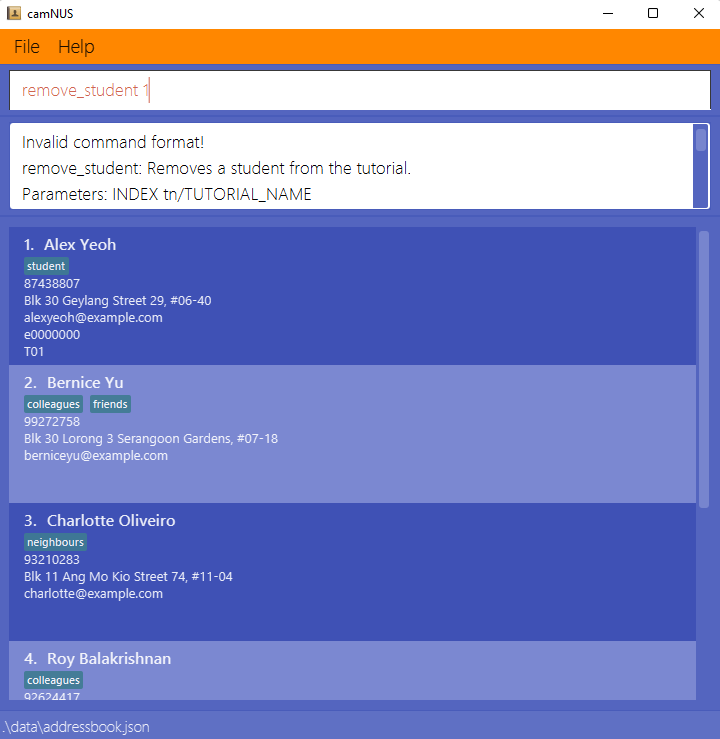 camNUS
File Help
remove_student 1
Invalid command format!
remove_student: Removes a student from the tutorial.
Parameters: INDEX tn/TUTORIAL_NAME
1. Alex Yeoh
student
87438807
Blk 30 Geylang Street 29, #06-40
alexyeoh@example.com
e0000000
T01
2. Bernice Yu
colleagues friends
99272758
Blk 30 Lorong 3 Serangoon Gardens, #07-18
berniceyu@example.com
3. Charlotte Oliveiro
neighbours
93210283
Blk 11 Ang Mo Kio Street 74, #11-04
charlotte@example.com
4. Roy Balakrishnan
colleagues
92624417
.\data\addressbook.json